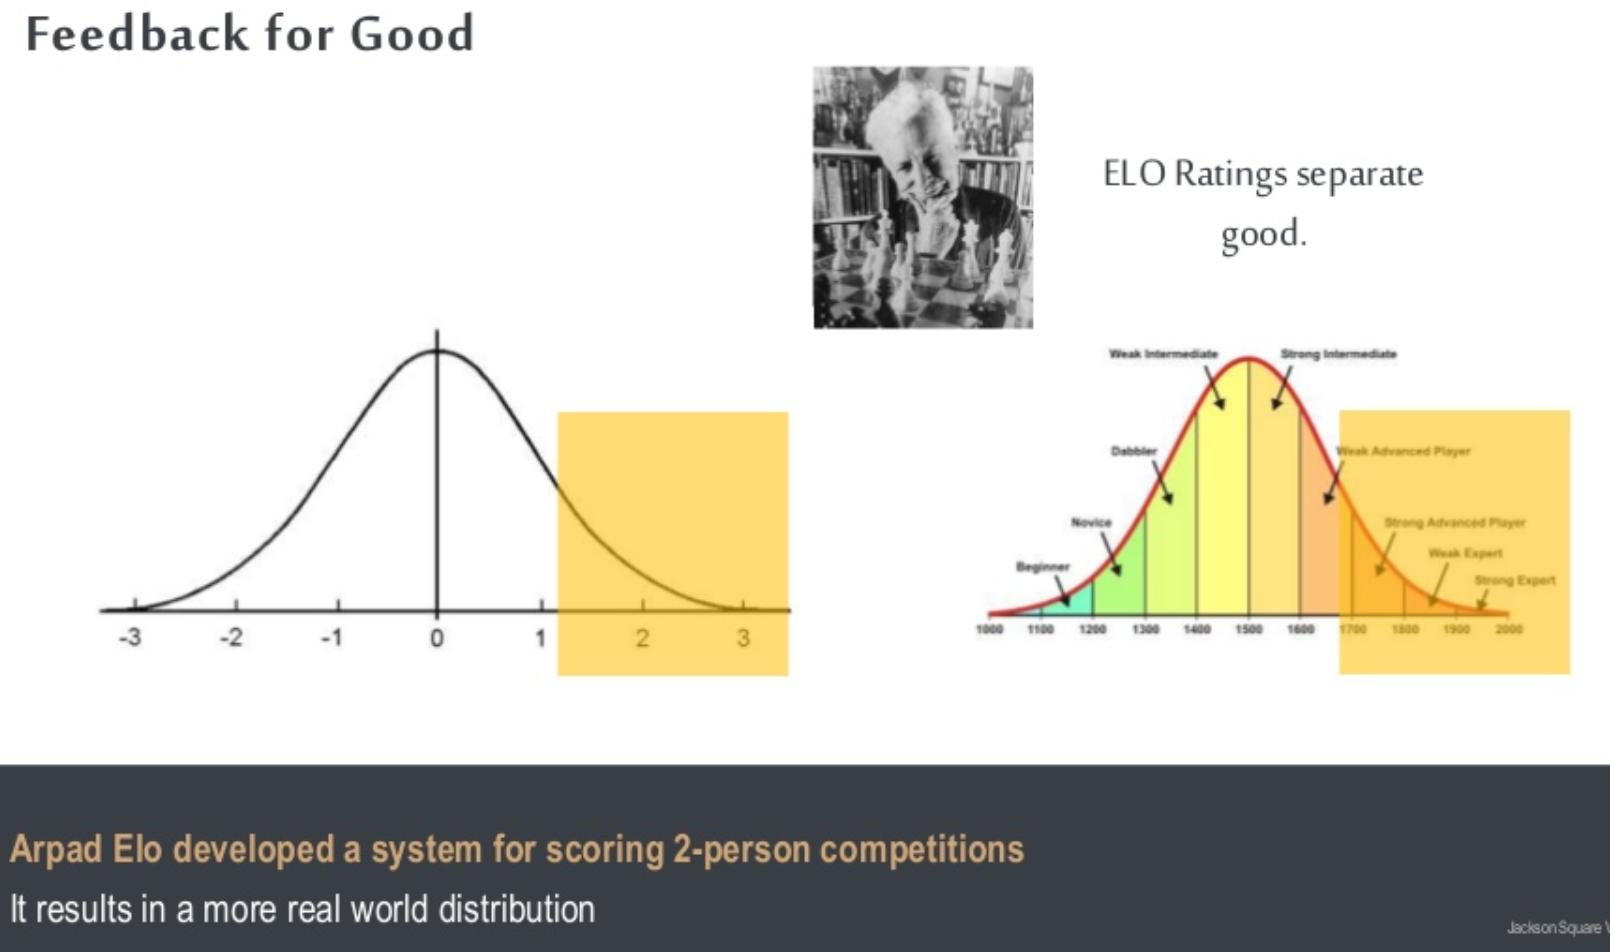 Feedback for Good
ELO Ratings separate
good.
-3 -2 -1 0 1 2 3
Weak Intermediate
Strong Intermediate
Dabbler
Weak Advanced Player
Novice
Strong Advanced Player
Beginner
Weak Expert
Strong Expert
1000 1100 1200 1300 1400 1500 1600 1700 1800 1900 2000
Arpad Elo developed a system for scoring 2-person competitions
It results in a more real world distribution
Jackson Square